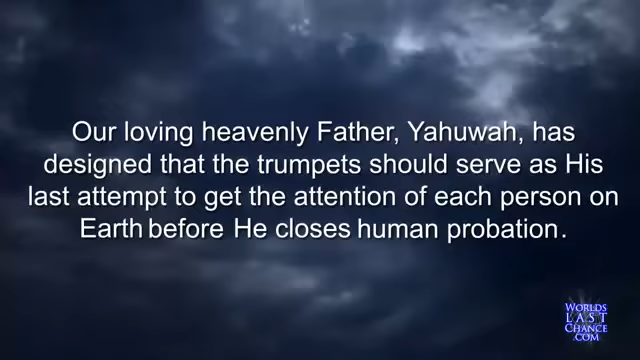 Our loving heavenly Father, Yahuwah, has
designed that the trumpets should serve as His
last attempt to get the attention of each person on
Earth before He closes human probation.
WORLDS
LAST
CHANCE
.COM